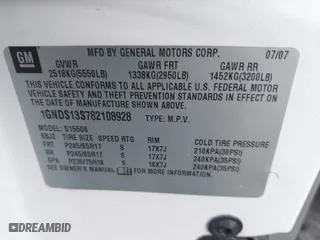 GM
MFD BY GENERAL MOTORS CORP. 07/07
GVWR GAWR FRT GAWR RR
2518KG(5550LB) 1338KG(2950LB) 1452KG(3200LB)
THIS VEHICLE CONFORMS TO ALL APPLICABLE U.S. FEDERAL
MOTOR VEHICLE SAFETY, BUMPER, AND THEFT PREVENTION
STANDARDS IN EFFECT ON THE DATE OF MANUFACTURE
SHOWN ABOVE.
1GNDS13S782108928 TYPE: M.P.V.
S15506
SBJ2 TIRE SIZE SPEED RTG RIM COLD TIRE PRESSURE
FRT P245/65R17 S 17X7J 210KPA(30PSI)
RR P245/65R17 S 17X7J 240KPA(35PSI)
SPA P235/75R16 S 16X7J 240KPA(35PSI)
SEE OWNER'S MANUAL FOR ADDITIONAL INFORMATION.
DRIVEBIDCARFAX